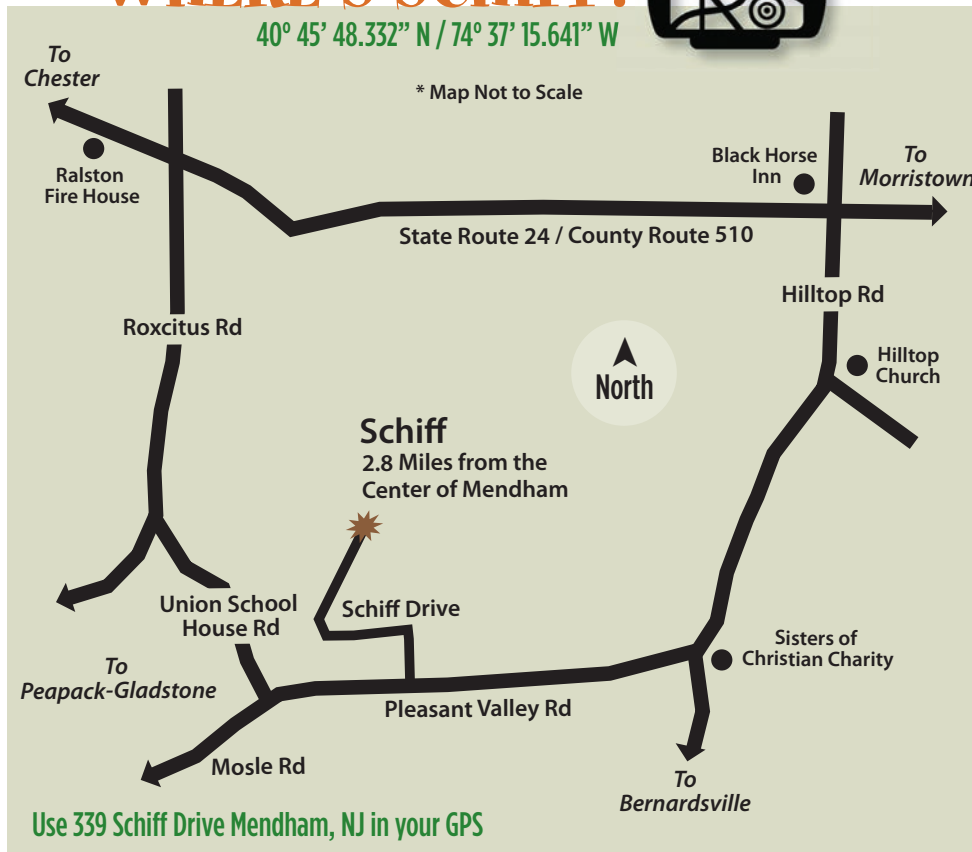 WHERE'S SCHIFF?
40° 45' 48.332” N / 74° 37' 15.641” W
* Map Not to Scale
To
Chester
Ralston
Fire House
Black Horse
Inn
To
Morristown
State Route 24 / County Route 510
Hilltop Rd
Roxcitus Rd
Hilltop
Church
North
Schiff
2.8 Miles from the
Center of Mendham
Union School
House Rd
Schiff Drive
Sisters of
Christian Charity
To
Peapack-Gladstone
Pleasant Valley Rd
Mosle Rd
To
Bernardsville
Use 339 Schiff Drive Mendham, NJ in your GPS